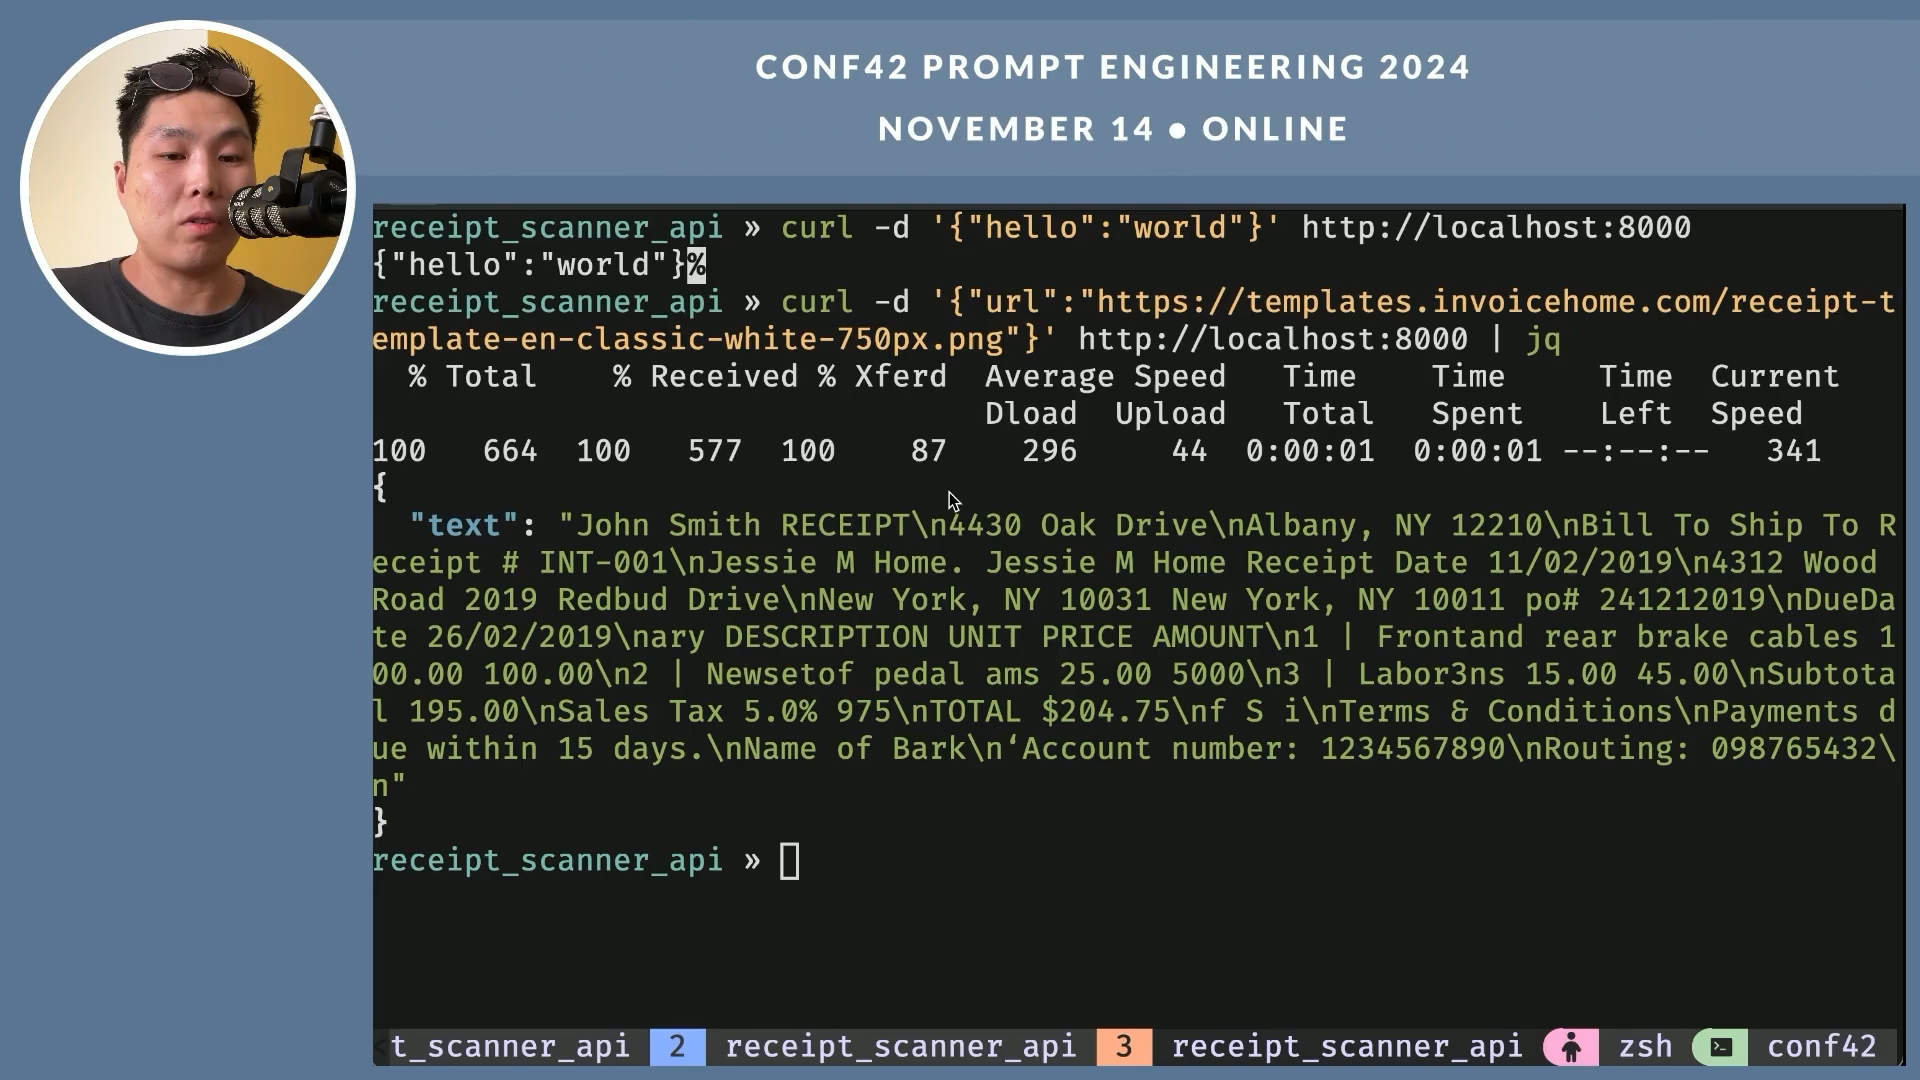 CONF42 PROMPT ENGINEERING 2024
NOVEMBER 14 ● ONLINE
receipt_scanner_api » curl -d '{"hello":"world"}' http://localhost:8000
{"hello":"world"}%
receipt_scanner_api » curl -d '{"url":"https://templates.invoicehome.com/receipt-t
emplate-en-classic-white-750px.png"}' http://localhost:8000 | jq
% Total % Received % Xferd Average Speed Time Time Time Current
Dload Upload Total Spent Left Speed
100 664 100 577 100 87 296 44 0:00:01 0:00:01 --:--:-- 341
{
"text": "John Smith RECEIPT\n4430 Oak Drive\nAlbany, NY 12210\nBill To Ship To R
eceipt # INT-001\nJessie M Home. Jessie M Home Receipt Date 11/02/2019\n4312 Wood
Road 2019 Redbud Drive\nNew York, NY 10031 New York, NY 10011 po# 241212019\nDueDa
te 26/02/2019\nary DESCRIPTION UNIT PRICE AMOUNT\n1 | Frontand rear brake cables 1
00.00 100.00\n2 | Newsetof pedal ams 25.00 5000\n3 | Labor3ns 15.00 45.00\nSubtota
l 195.00\nSales Tax 5.0% 975\nTOTAL $204.75\nf S i\nTerms & Conditions\nPayments d
ue within 15 days.\nName of Bark\n‘Account number: 1234567890\nRouting: 098765432\
n"
}
receipt_scanner_api »
<t_scanner_api 2 receipt_scanner_api 3 receipt_scanner_api zsh conf42